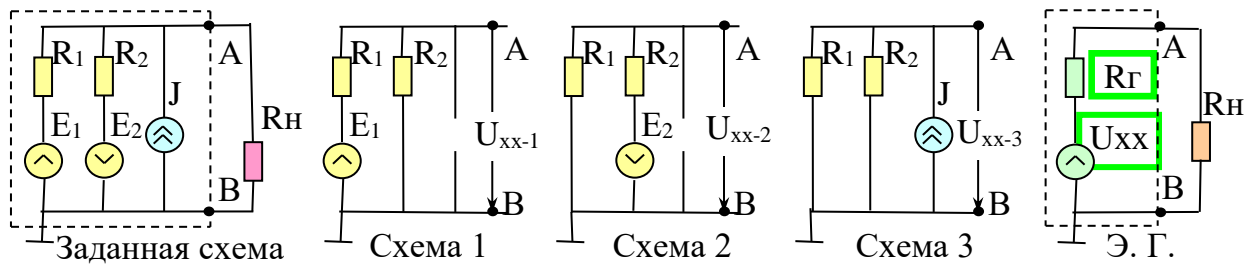 R₁ R₂ A
J
E₁ E₂ Rн
B
Заданная схема
R₁ R₂ A
E₁ Uхх-1
B
Схема 1
R₁ R₂ A
E₂ Uхх-2
B
Схема 2
R₁ R₂ A
J
Uхх-3
B
Схема 3
A
Rг Rн
Uхх
B
Э. Г.